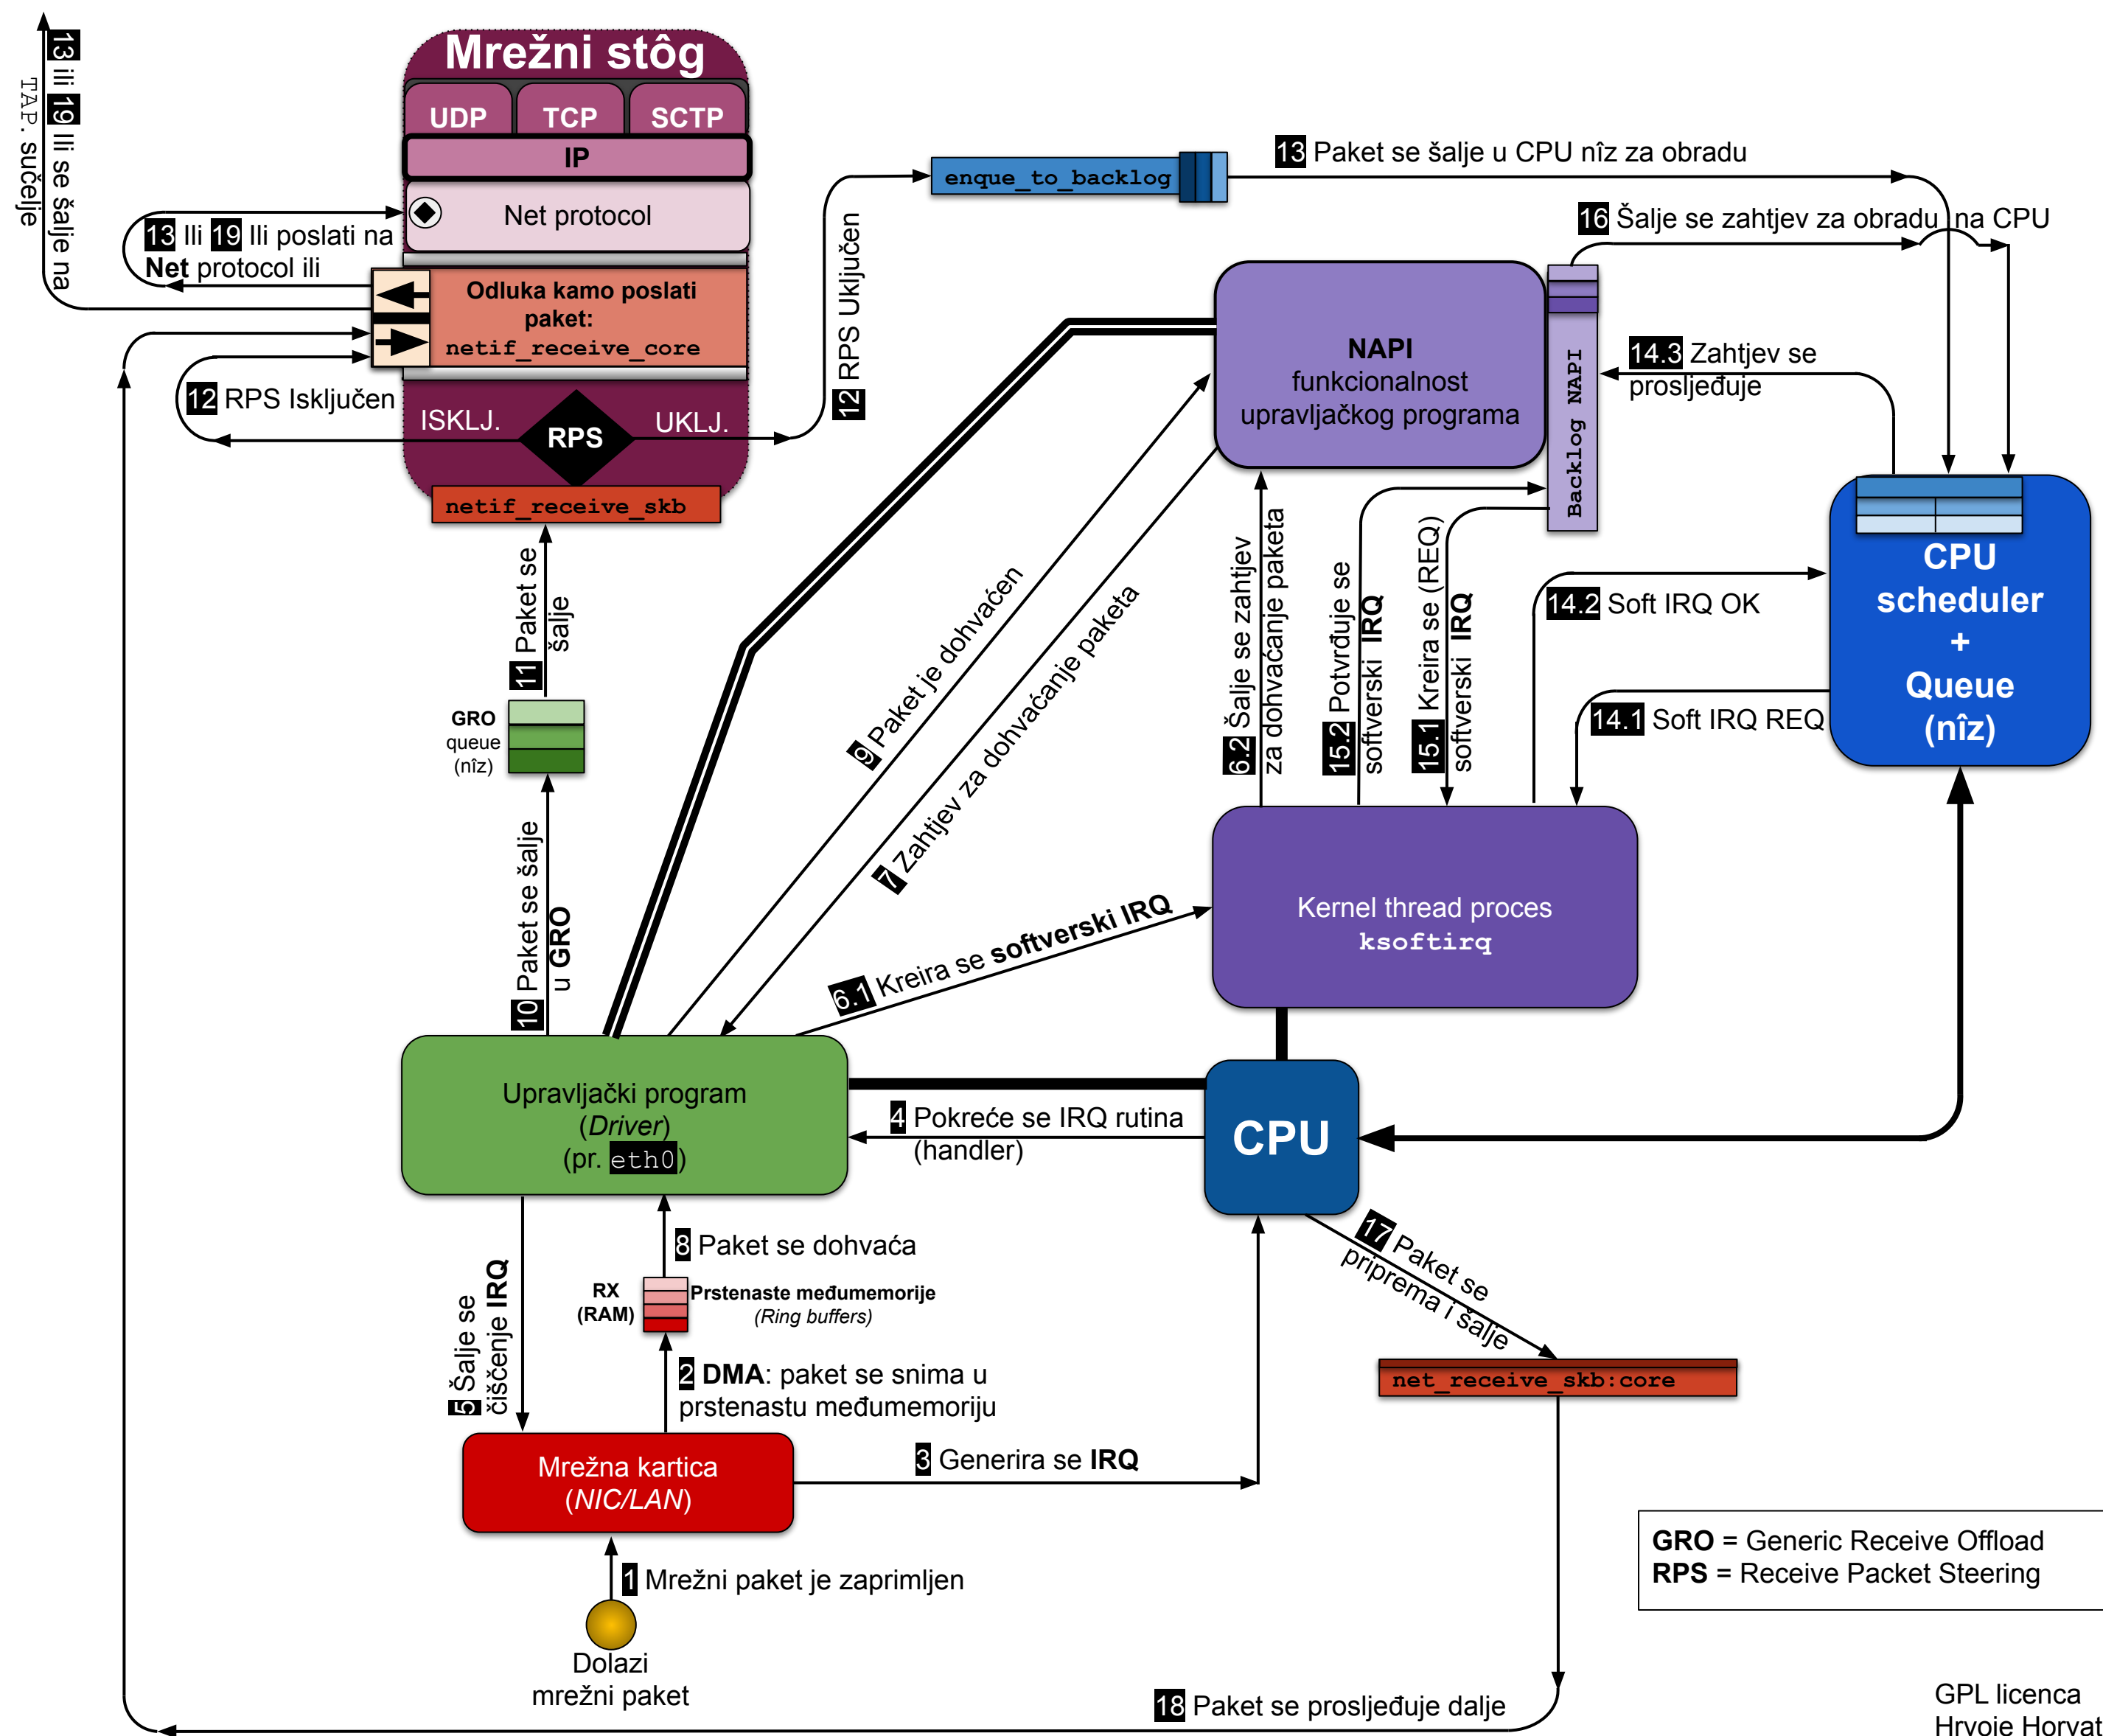 Mrežni stôg
UDP
TCP
SCTP
IP
Net protocol
Odluka kamo poslati
paket:
netif_receive_core
ISKLJ.
RPS
UKLJ.
netif_receive_skb
13 ili 19 Ili se šalje na
TAP. sučelje
13 Ili 19 Ili poslati na
Net protocol ili
12 RPS Isključen
12 RPS Uključen
enque_to_backlog
13 Paket se šalje u CPU nîz za obradu
16 Šalje se zahtjev za obradu na CPU
NAPI
funkcionalnost
upravljačkog programa
Backlog NAPI
14.3 Zahtjev se
prosljeđuje
CPU
scheduler
+
Queue
(nîz)
14.2 Soft IRQ OK
14.1 Soft IRQ REQ
11 Paket se
šalje
GRO
queue
(nîz)
10 Paket se šalje
u GRO
9 Paket je dohvaćen
7 Zahtjev za dohvaćanje paketa
6.2 Šalje se zahtjev
za dohvaćanje paketa
15.2 Potvrđuje se
softverski IRQ
15.1 Kreira se (REQ)
softverski IRQ
6.1 Kreira se softverski IRQ
Kernel thread proces
ksoftirq
Upravljački program
(Driver)
(pr. eth0)
4 Pokreće se IRQ rutina
(handler)
CPU
5 Šalje se
čiščenje IRQ
8 Paket se dohvaća
RX
(RAM)
Prstenaste međumemorije
(Ring buffers)
2 DMA: paket se snima u
prstenastu međumemoriju
17 Paket se
priprema i šalje
net_receive_skb:core
Mrežna kartica
(NIC/LAN)
3 Generira se IRQ
1 Mrežni paket je zaprimljen
Dolazi
mrežni paket
18 Paket se prosljeđuje dalje
GRO = Generic Receive Offload
RPS = Receive Packet Steering
GPL licenca
Hrvoje Horvat